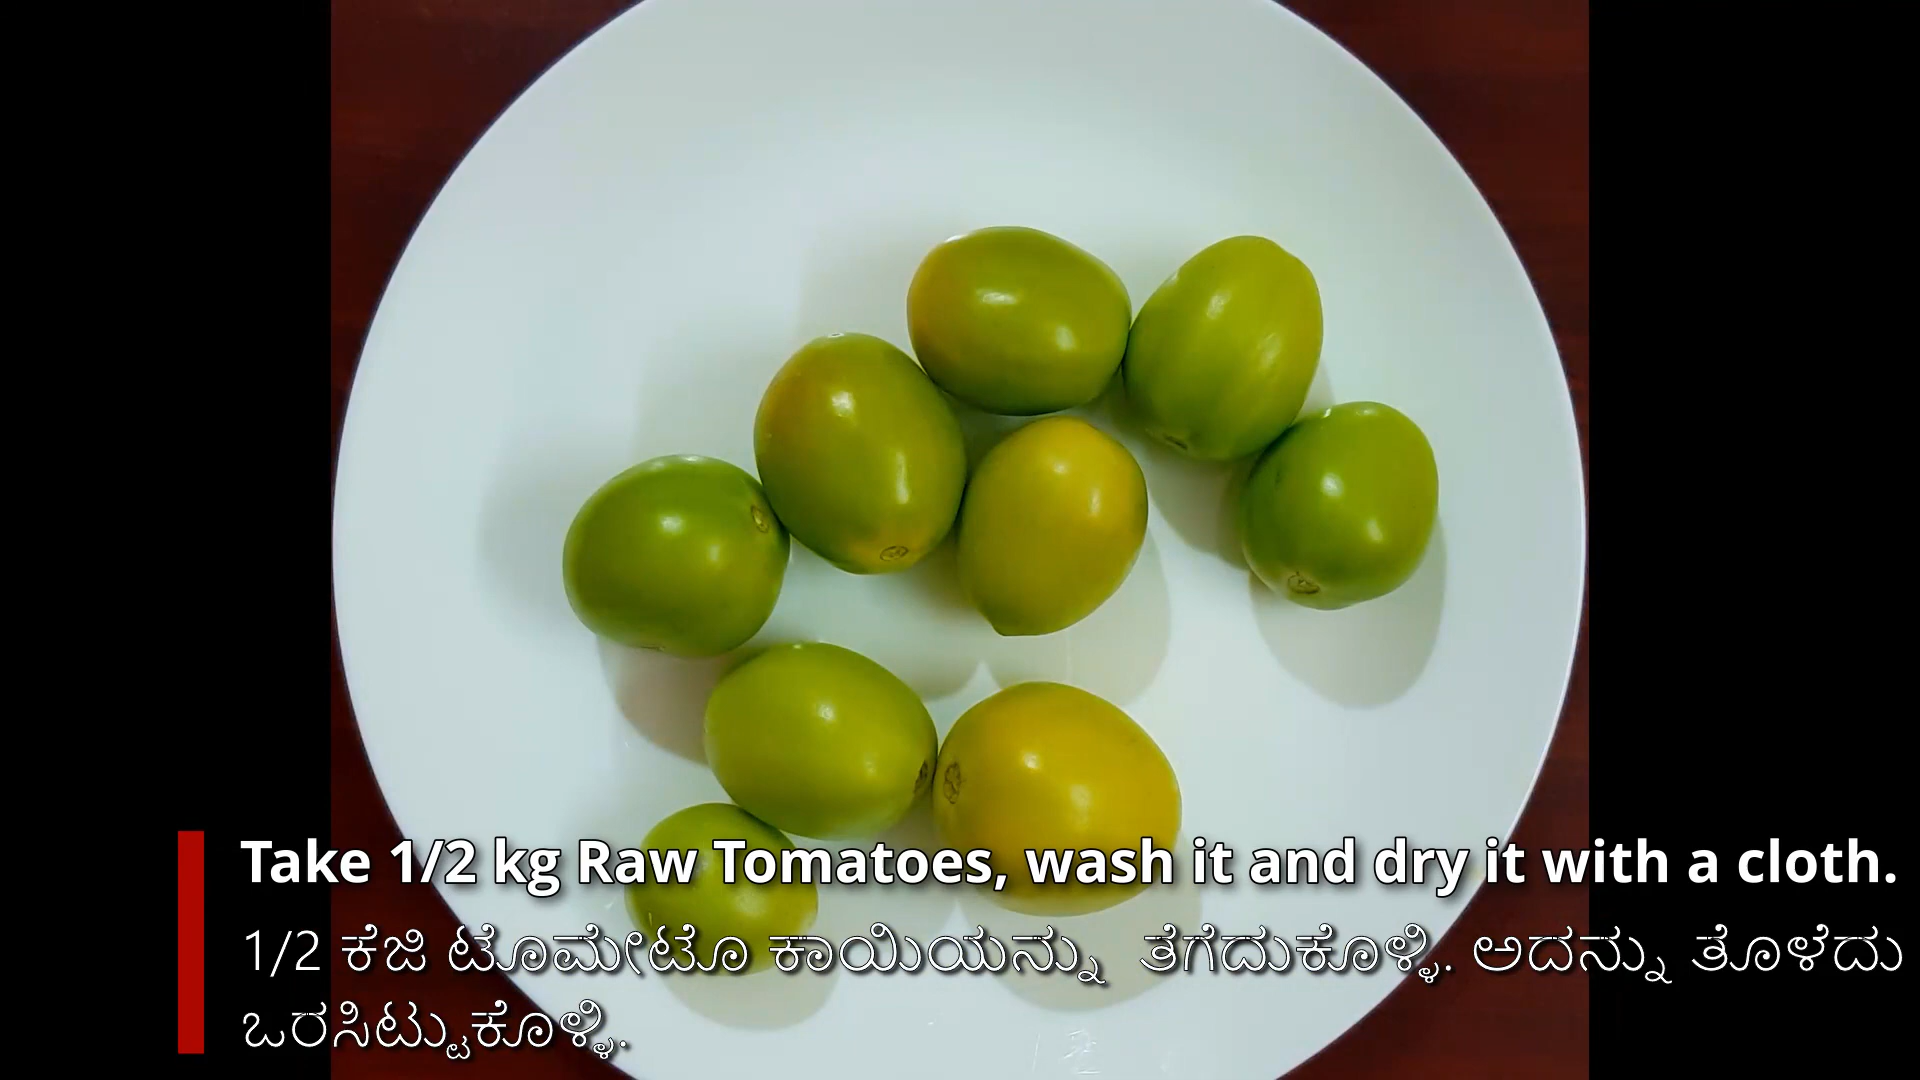 Take 1/2 kg Raw Tomatoes, wash it and dry it with a cloth.
1/2 ಕೆಜಿ ಟೊಮೇಟೊ ಕಾಯಿಯನ್ನು ತೆಗೆದುಕೊಳ್ಳಿ. ಅದನ್ನು ತೊಳೆದು
ಒರಸಿಟ್ಟುಕೊಳ್ಳಿ.